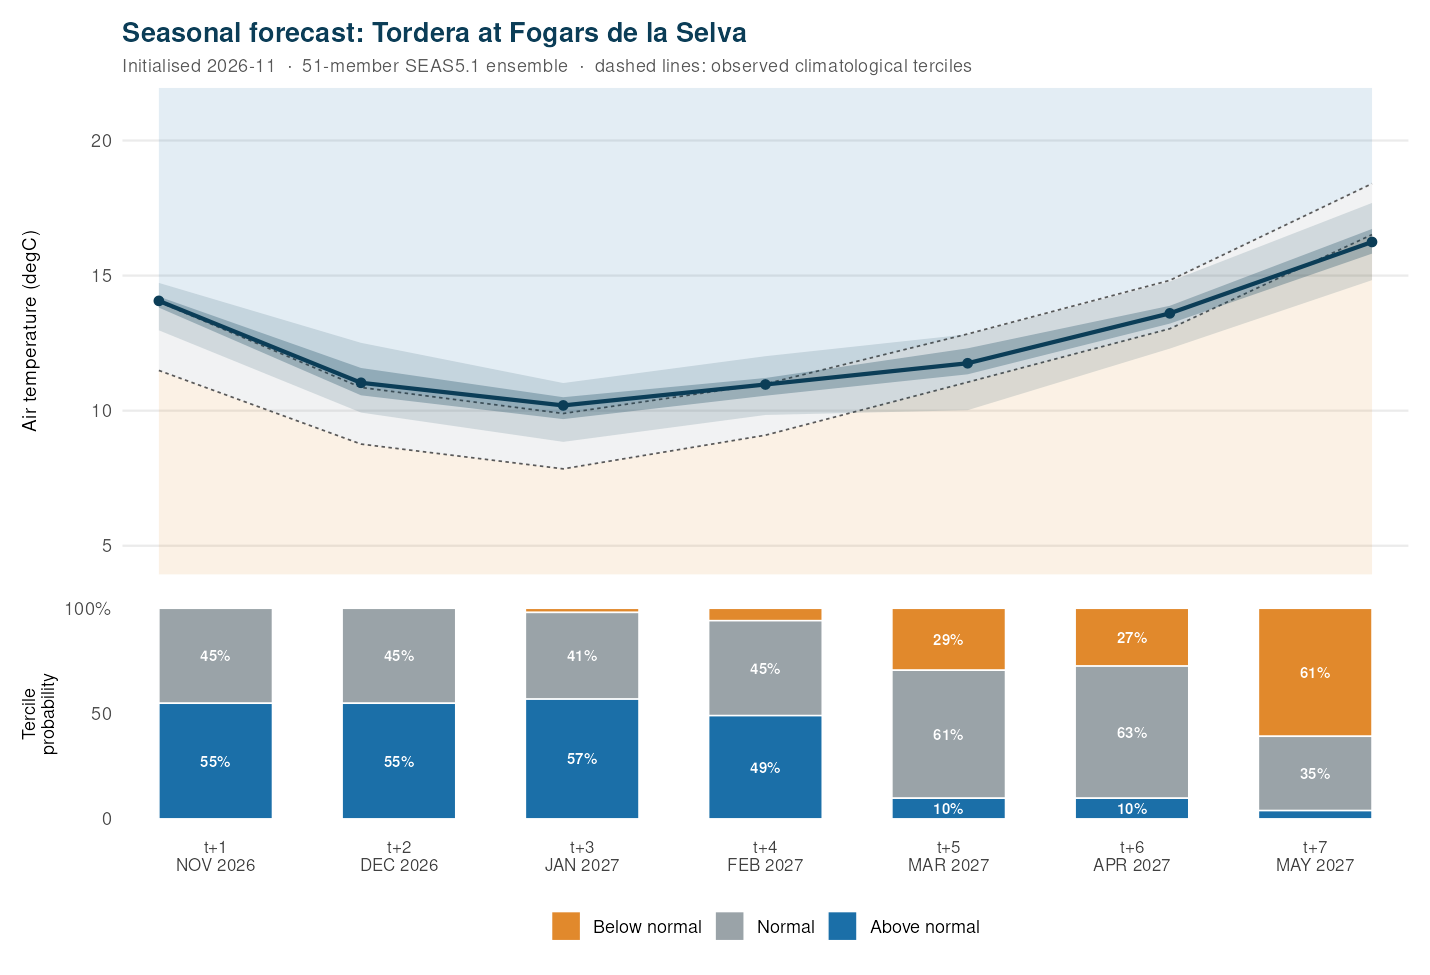 Seasonal forecast: Tordera at Fogars de la Selva
Initialised 2026-11 · 51-member SEAS5.1 ensemble · dashed lines: observed climatological terciles
Air temperature (degC)
20
15
10
5
Tercile
probability
100%
50
0
45% 45% 41% 45% 29% 27% 61%
55% 55% 57% 49% 61% 63% 35%
10% 10%
t+1 t+2 t+3 t+4 t+5 t+6 t+7
NOV 2026 DEC 2026 JAN 2027 FEB 2027 MAR 2027 APR 2027 MAY 2027
Below normal Normal Above normal